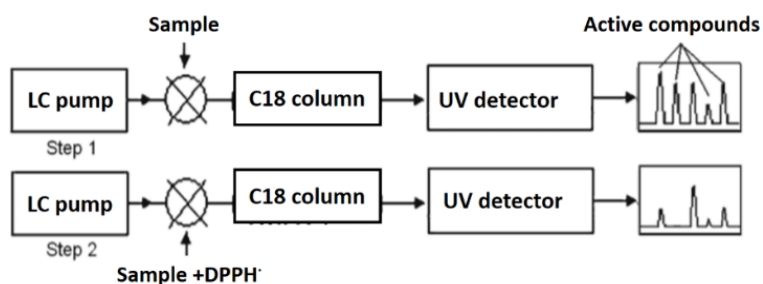 Sample
Active compounds
LC pump
C18 column
UV detector
Step 1
LC pump
C18 column
UV detector
Step 2
Sample +DPPH·